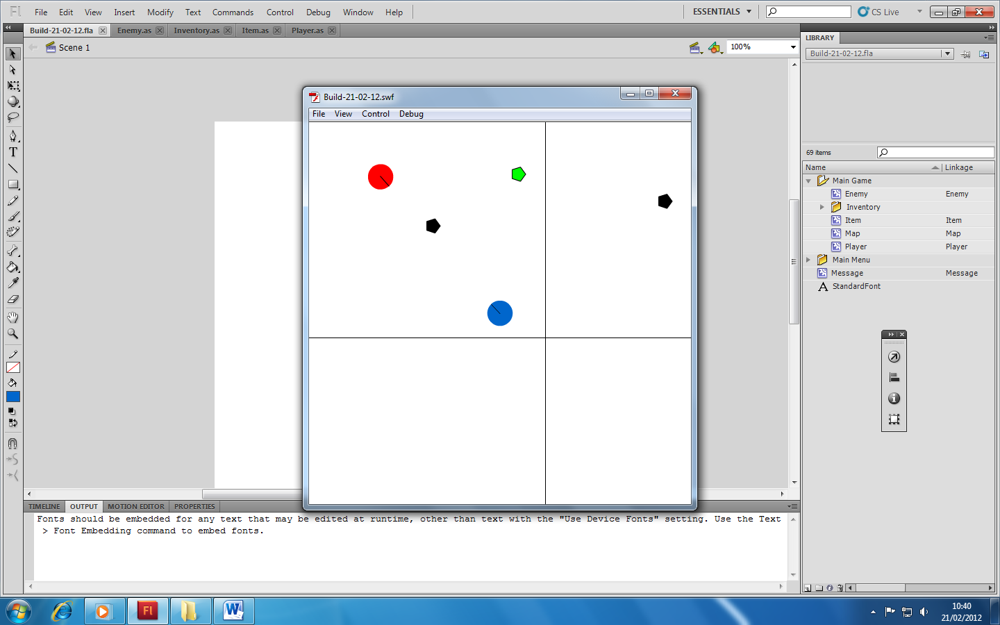 Fl File Edit View Insert Modify Text Commands Control Debug Window Help ESSENTIALS CS Live
Build-21-02-12.fla Enemy.as Inventory.as Item.as Player.as
Scene 1 100%
LIBRARY
Build-21-02-12.fla
Build-21-02-12.swf
File View Control Debug
69 items
Name Linkage
Main Game
Enemy Enemy
Inventory
Item Item
Map Map
Player Player
Main Menu
Message Message
A StandardFont
T
TIMELINE OUTPUT MOTION EDITOR PROPERTIES
Fonts should be embedded for any text that may be edited at runtime, other than text with the "Use Device Fonts" setting. Use the Text
> Font Embedding command to embed fonts.
Fl
W
10:40
21/02/2012